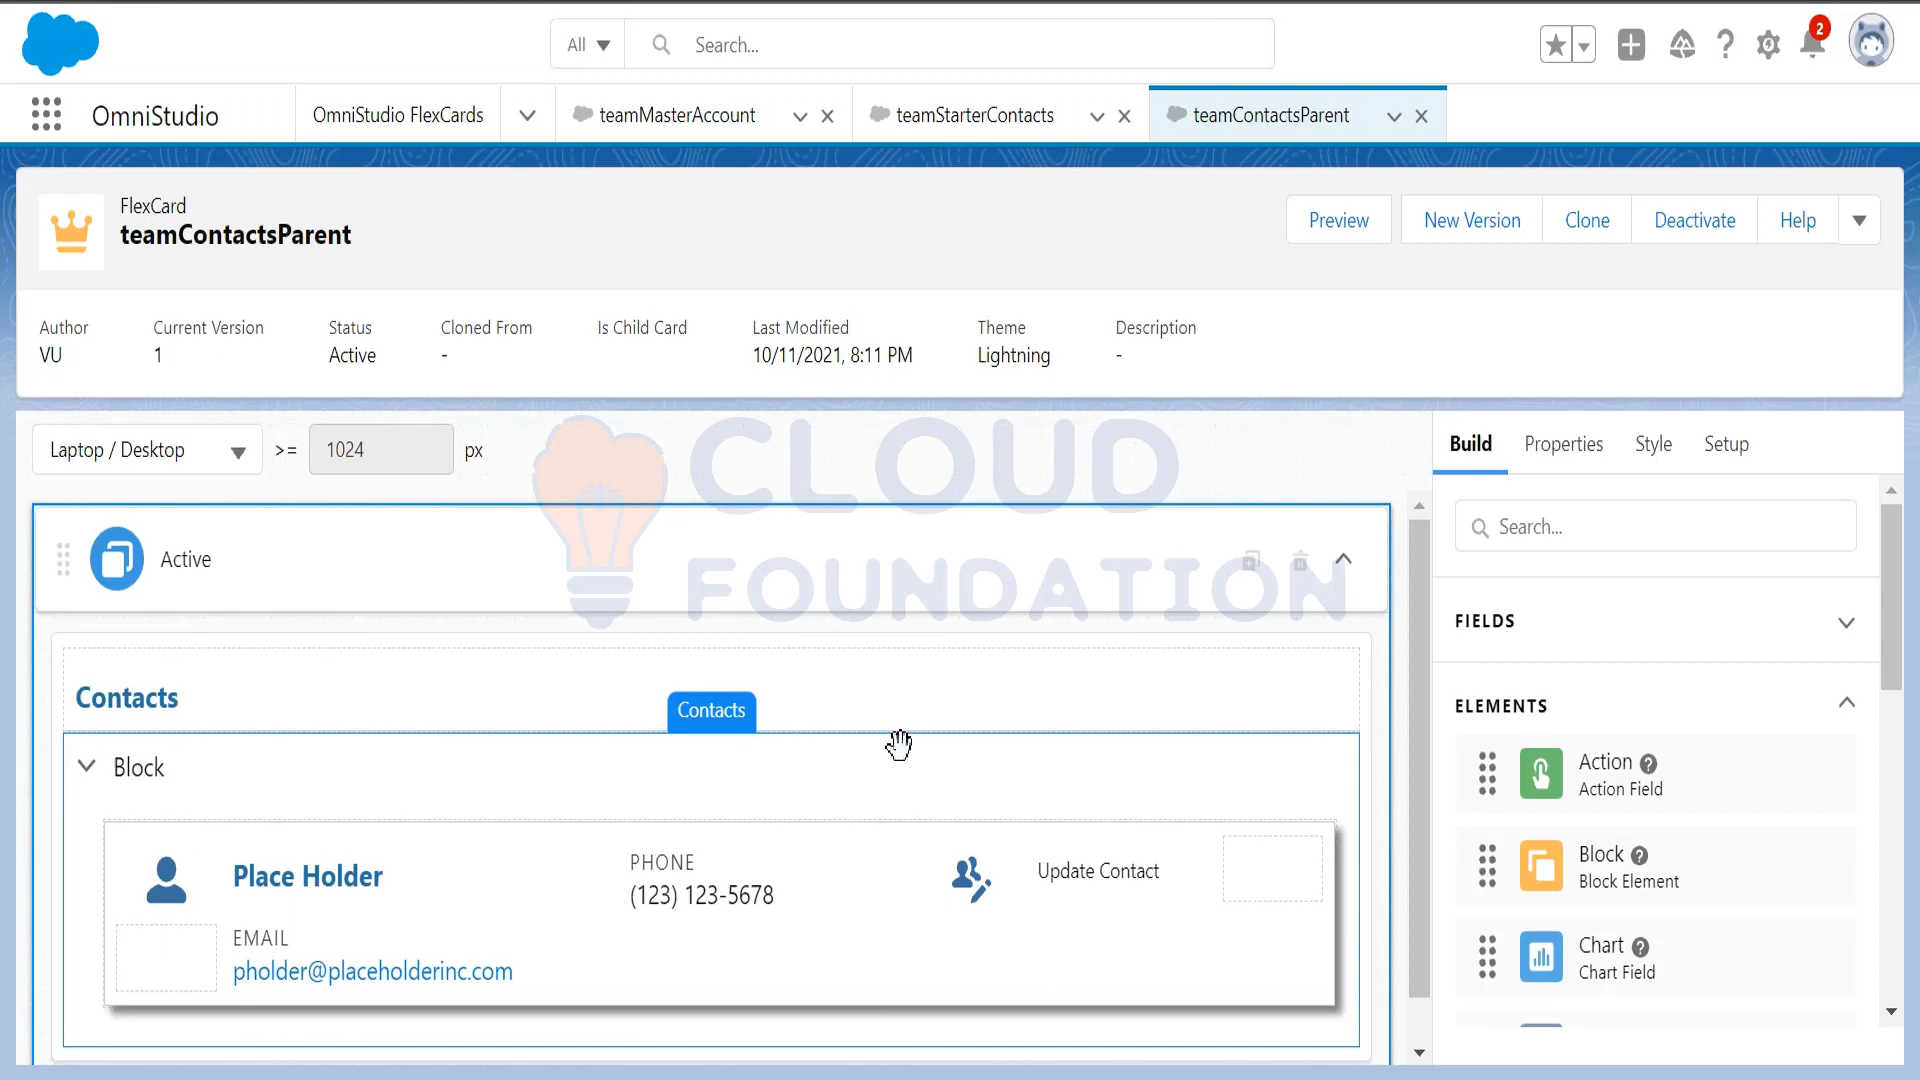 All
Search...
2
OmniStudio
OmniStudio FlexCards
teamMasterAccount
teamStarterContacts
teamContactsParent
FlexCard
teamContactsParent
Preview
New Version
Clone
Deactivate
Help
Author
Current Version
Status
Cloned From
Is Child Card
Last Modified
Theme
Description
VU
1
Active
-
10/11/2021, 8:11 PM
Lightning
-
Laptop / Desktop
>=
1024
px
CLOUD
FOUNDATION
Build
Properties
Style
Setup
Search...
Active
FIELDS
ELEMENTS
Contacts
Contacts
Block
Action ?
Action Field
Block ?
Block Element
Chart ?
Chart Field
Place Holder
PHONE
(123) 123-5678
Update Contact
EMAIL
pholder@placeholderinc.com